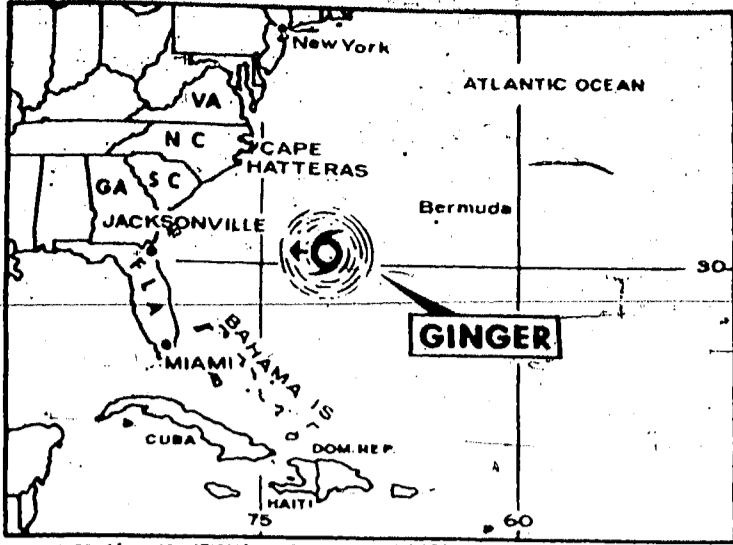 New York
ATLANTIC OCEAN
VA
N C
CAPE
HATTERAS
S C
GA
Bermuda
JACKSONVILLE
30
FLA
GINGER
BAHAMA IS
MIAMI
CUBA
DOM. REP.
HAITI
75
60